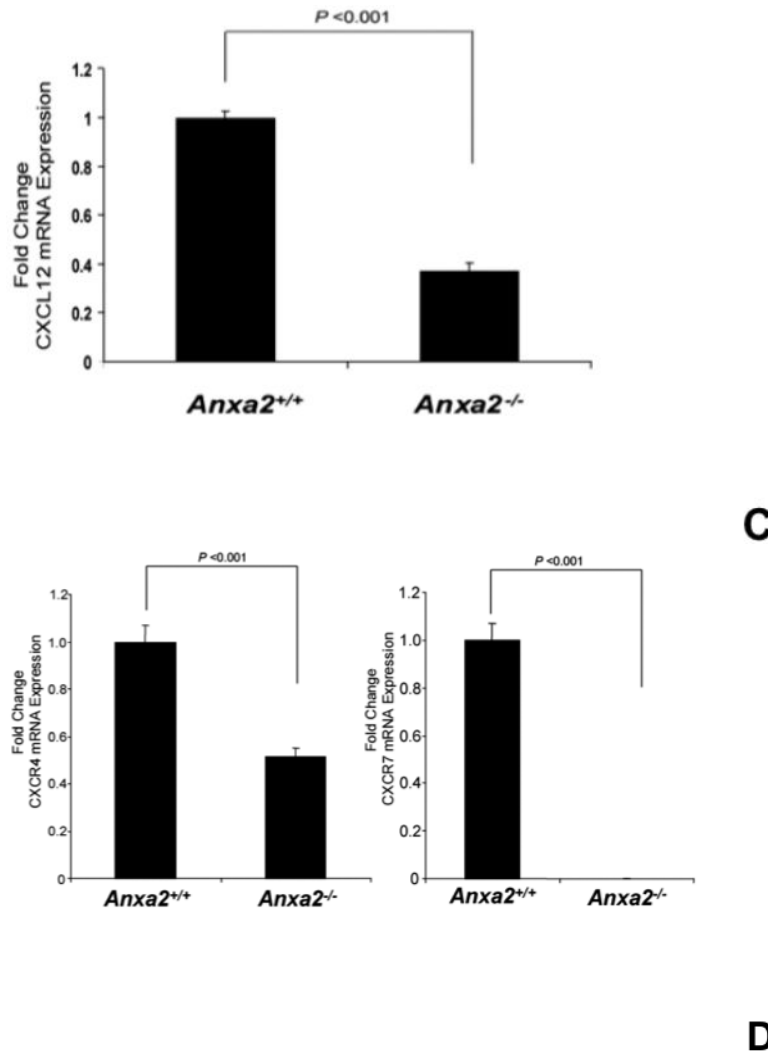 P <0.001
Fold Change
CXCL12 mRNA Expression
1.2
1
0.8
0.6
0.4
0.2
0
Anxa2+/+ Anxa2-/-
C
P <0.001
Fold Change
CXCR4 mRNA Expression
1.2
1.0
0.8
0.6
0.4
0.2
0
Anxa2+/+ Anxa2-/-
P <0.001
Fold Change
CXCR7 mRNA Expression
1.2
1.0
0.8
0.6
0.4
0.2
0
Anxa2+/+ Anxa2-/-
D